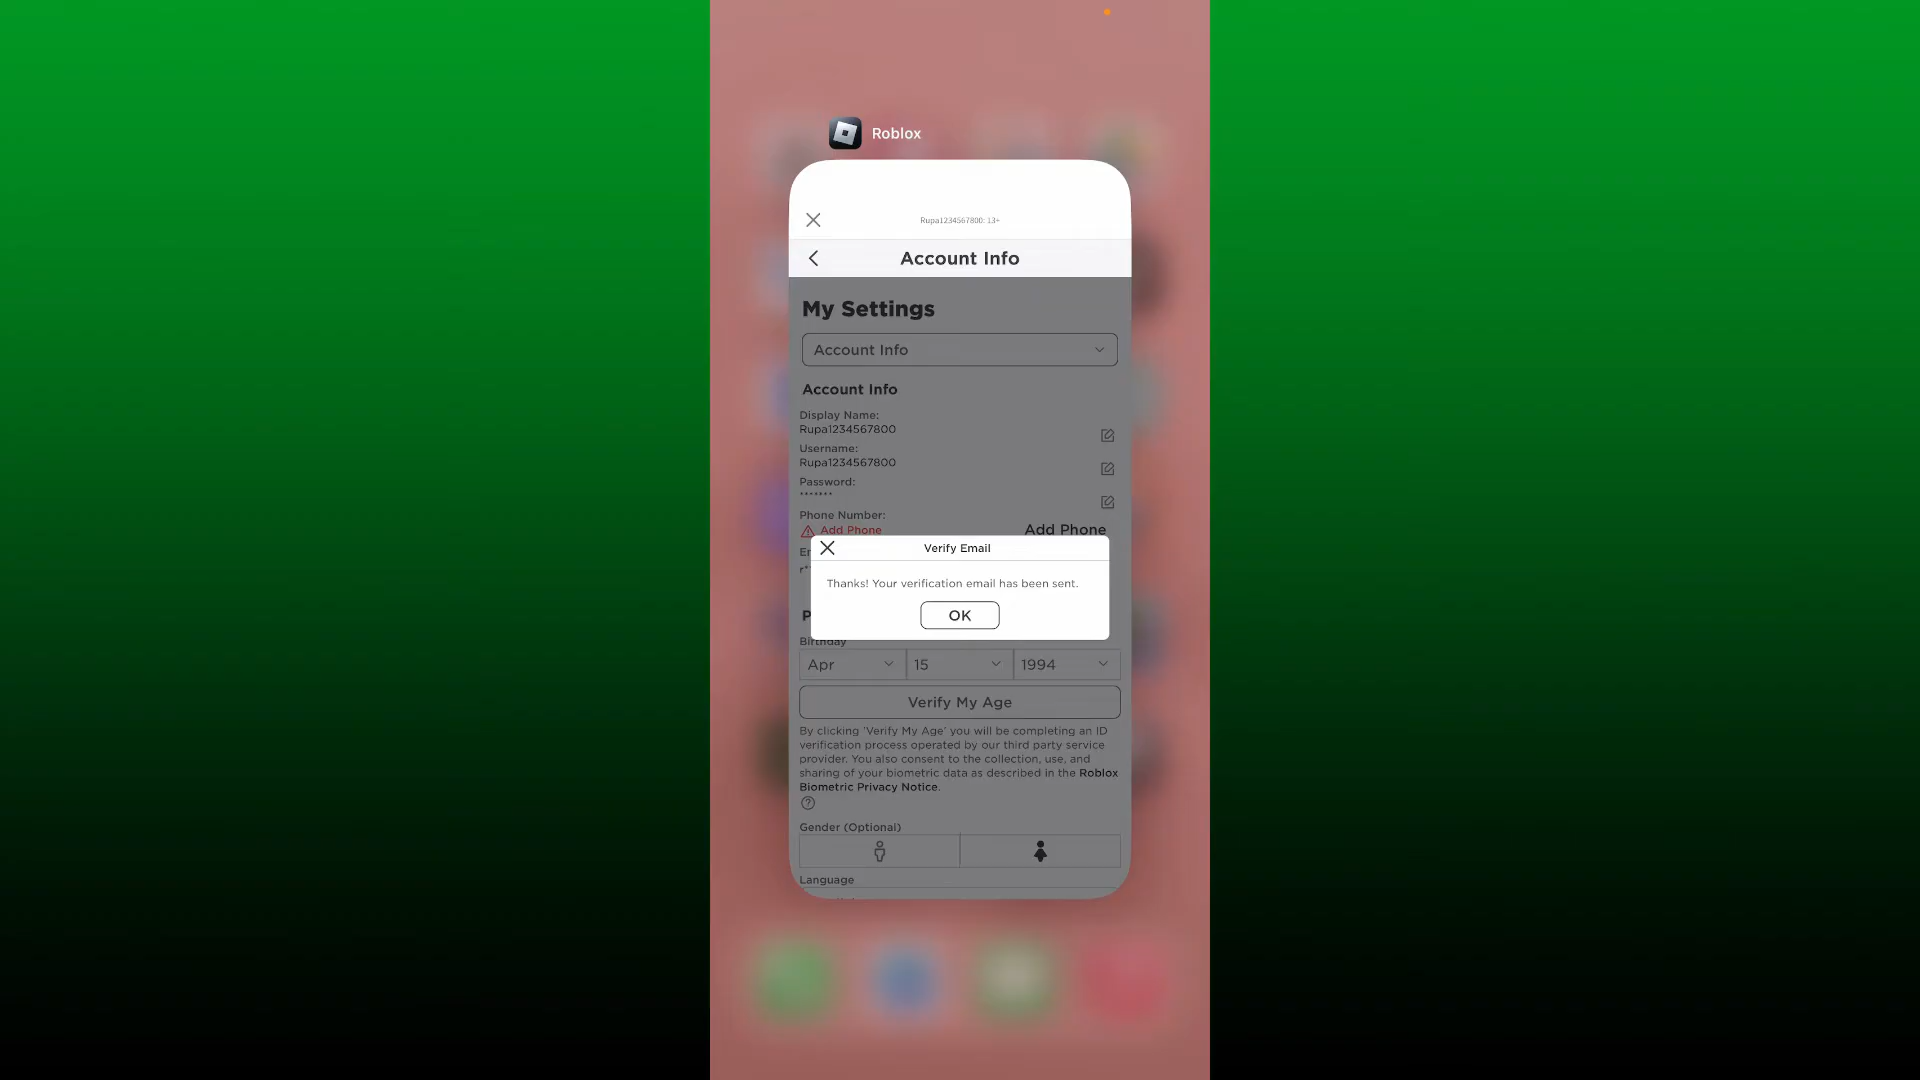 Roblox
Rupa1234567800: 13+
Account Info
My Settings
Account Info
Account Info
Display Name:
Rupa1234567800
Username:
Rupa1234567800
Password:
•••••••
Phone Number:
Add Phone
Add Phone
Verify Email
Thanks! Your verification email has been sent.
OK
Birthday
Apr
15
1994
Verify My Age
By clicking 'Verify My Age' you will be completing an ID
verification process operated by our third party service
provider. You also consent to the collection, use, and
sharing of your biometric data as described in the Roblox
Biometric Privacy Notice.
Gender (Optional)
Language